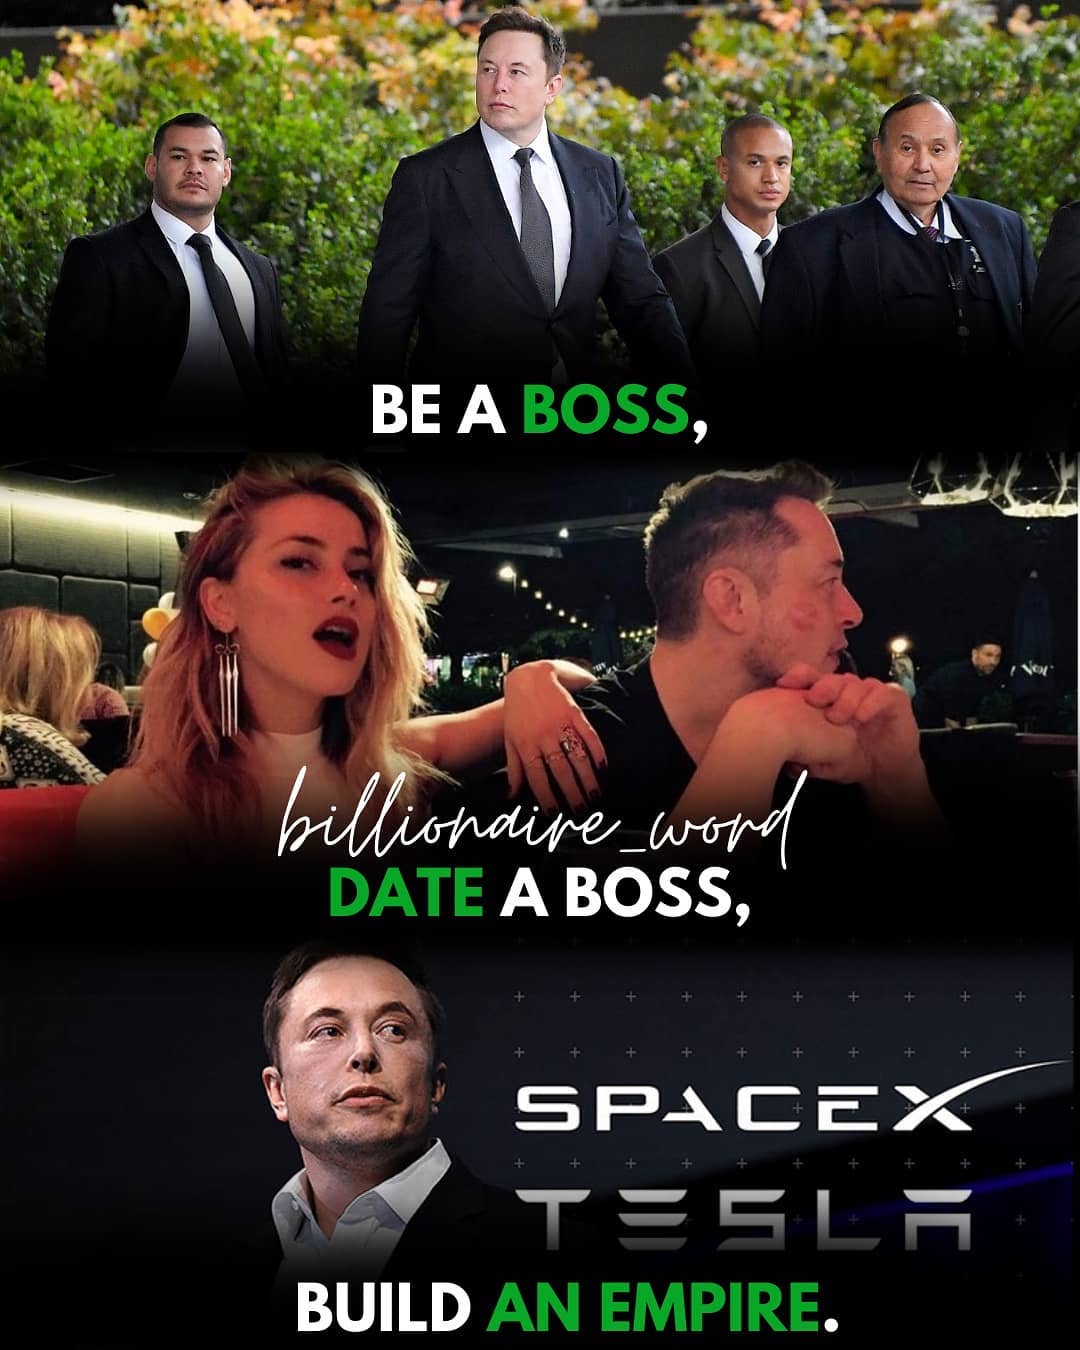 BE A BOSS,
billionaire_word
DATE A BOSS,
SPACEX
TESLA
BUILD AN EMPIRE.